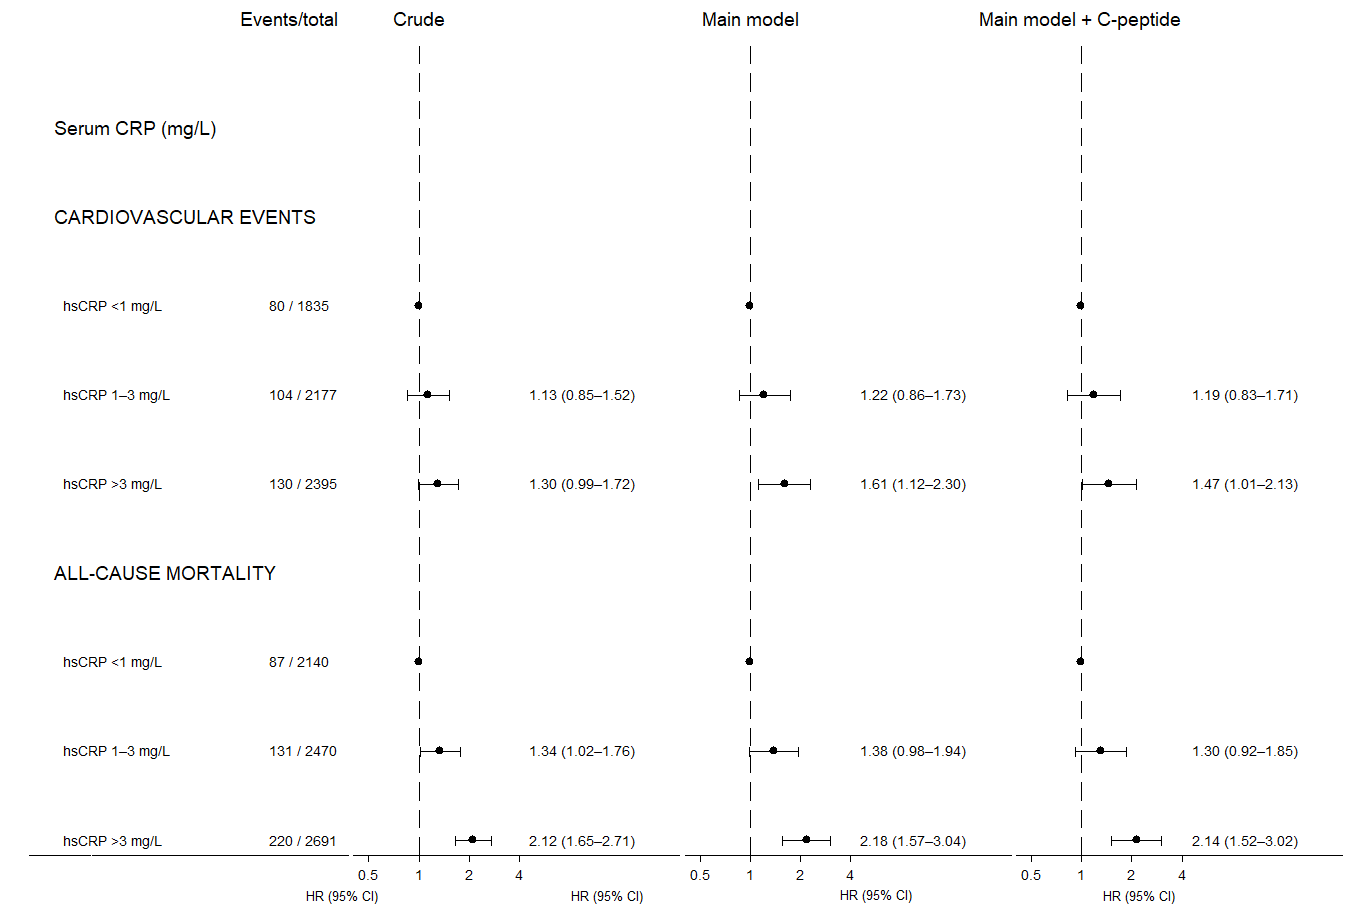 Events/total Crude Main model Main model + C-peptide
Serum CRP (mg/L)
CARDIOVASCULAR EVENTS
hsCRP <1 mg/L 80 / 1835
hsCRP 1–3 mg/L 104 / 2177 1.13 (0.85–1.52) 1.22 (0.86–1.73) 1.19 (0.83–1.71)
hsCRP >3 mg/L 130 / 2395 1.30 (0.99–1.72) 1.61 (1.12–2.30) 1.47 (1.01–2.13)
ALL-CAUSE MORTALITY
hsCRP <1 mg/L 87 / 2140
hsCRP 1–3 mg/L 131 / 2470 1.34 (1.02–1.76) 1.38 (0.98–1.94) 1.30 (0.92–1.85)
hsCRP >3 mg/L 220 / 2691 2.12 (1.65–2.71) 2.18 (1.57–3.04) 2.14 (1.52–3.02)
0.5 1 2 4 0.5 1 2 4 0.5 1 2 4
HR (95% CI) HR (95% CI) HR (95% CI) HR (95% CI)